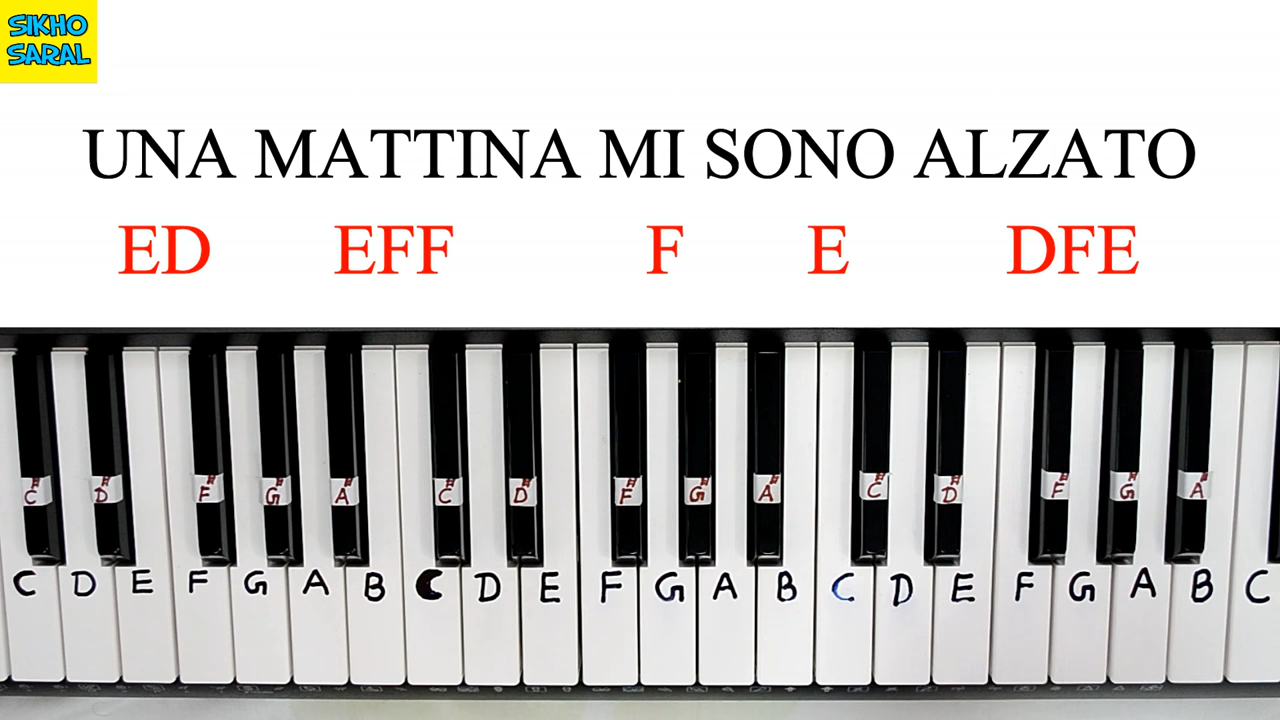 SIKHO
SARAL
UNA MATTINA MI SONO ALZATO
ED EFF F E DFE
C# D# F# G# A# C# D# F# G# A# C# D# F# G# A#
C D E F G A B C D E F G A B C D E F G A B C